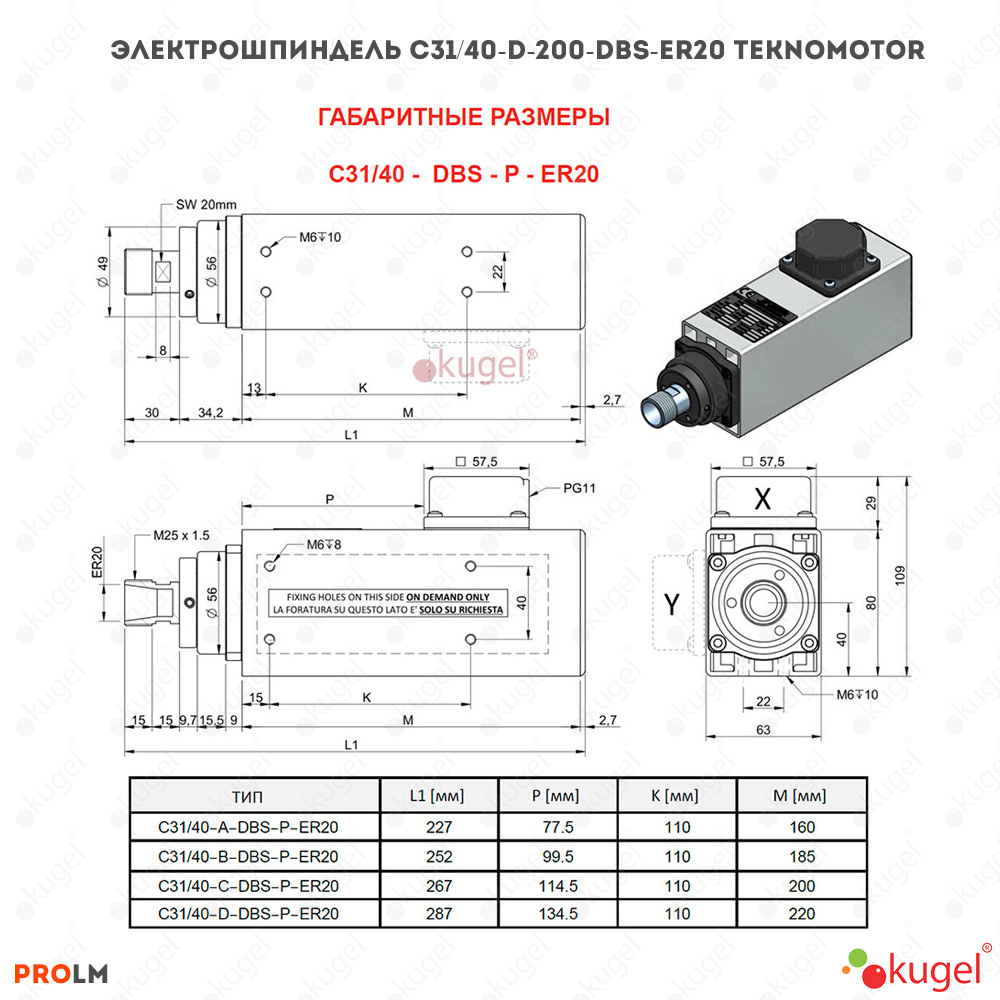 ЭЛЕКТРОШПИНДЕЛЬ C31/40-D-200-DBS-ER20 TEKNOMOTOR
ГАБАРИТНЫЕ РАЗМЕРЫ
C31/40 - DBS - P - ER20
SW 20mm
M6↧10
Ø 49
Ø 56
22
8
kugel®
13
K
30
34,2
M
2,7
L1
□ 57,5
□ 57,5
P
PG11
X
29
M25 x 1.5
M6↧8
ER20
Ø 56
FIXING HOLES ON THIS SIDE ON DEMAND ONLY
LA FORATURA SU QUESTO LATO E' SOLO SU RICHIESTA
40
Y
109
80
40
15
K
M6↧10
22
15
15
9,7
15,5
9
M
2,7
63
L1
ТИП L1 [мм] P [мм] K [мм] M [мм]
C31/40-A-DBS-P-ER20 227 77.5 110 160
C31/40-B-DBS-P-ER20 252 99.5 110 185
C31/40-C-DBS-P-ER20 267 114.5 110 200
C31/40-D-DBS-P-ER20 287 134.5 110 220
PROLM
kugel®